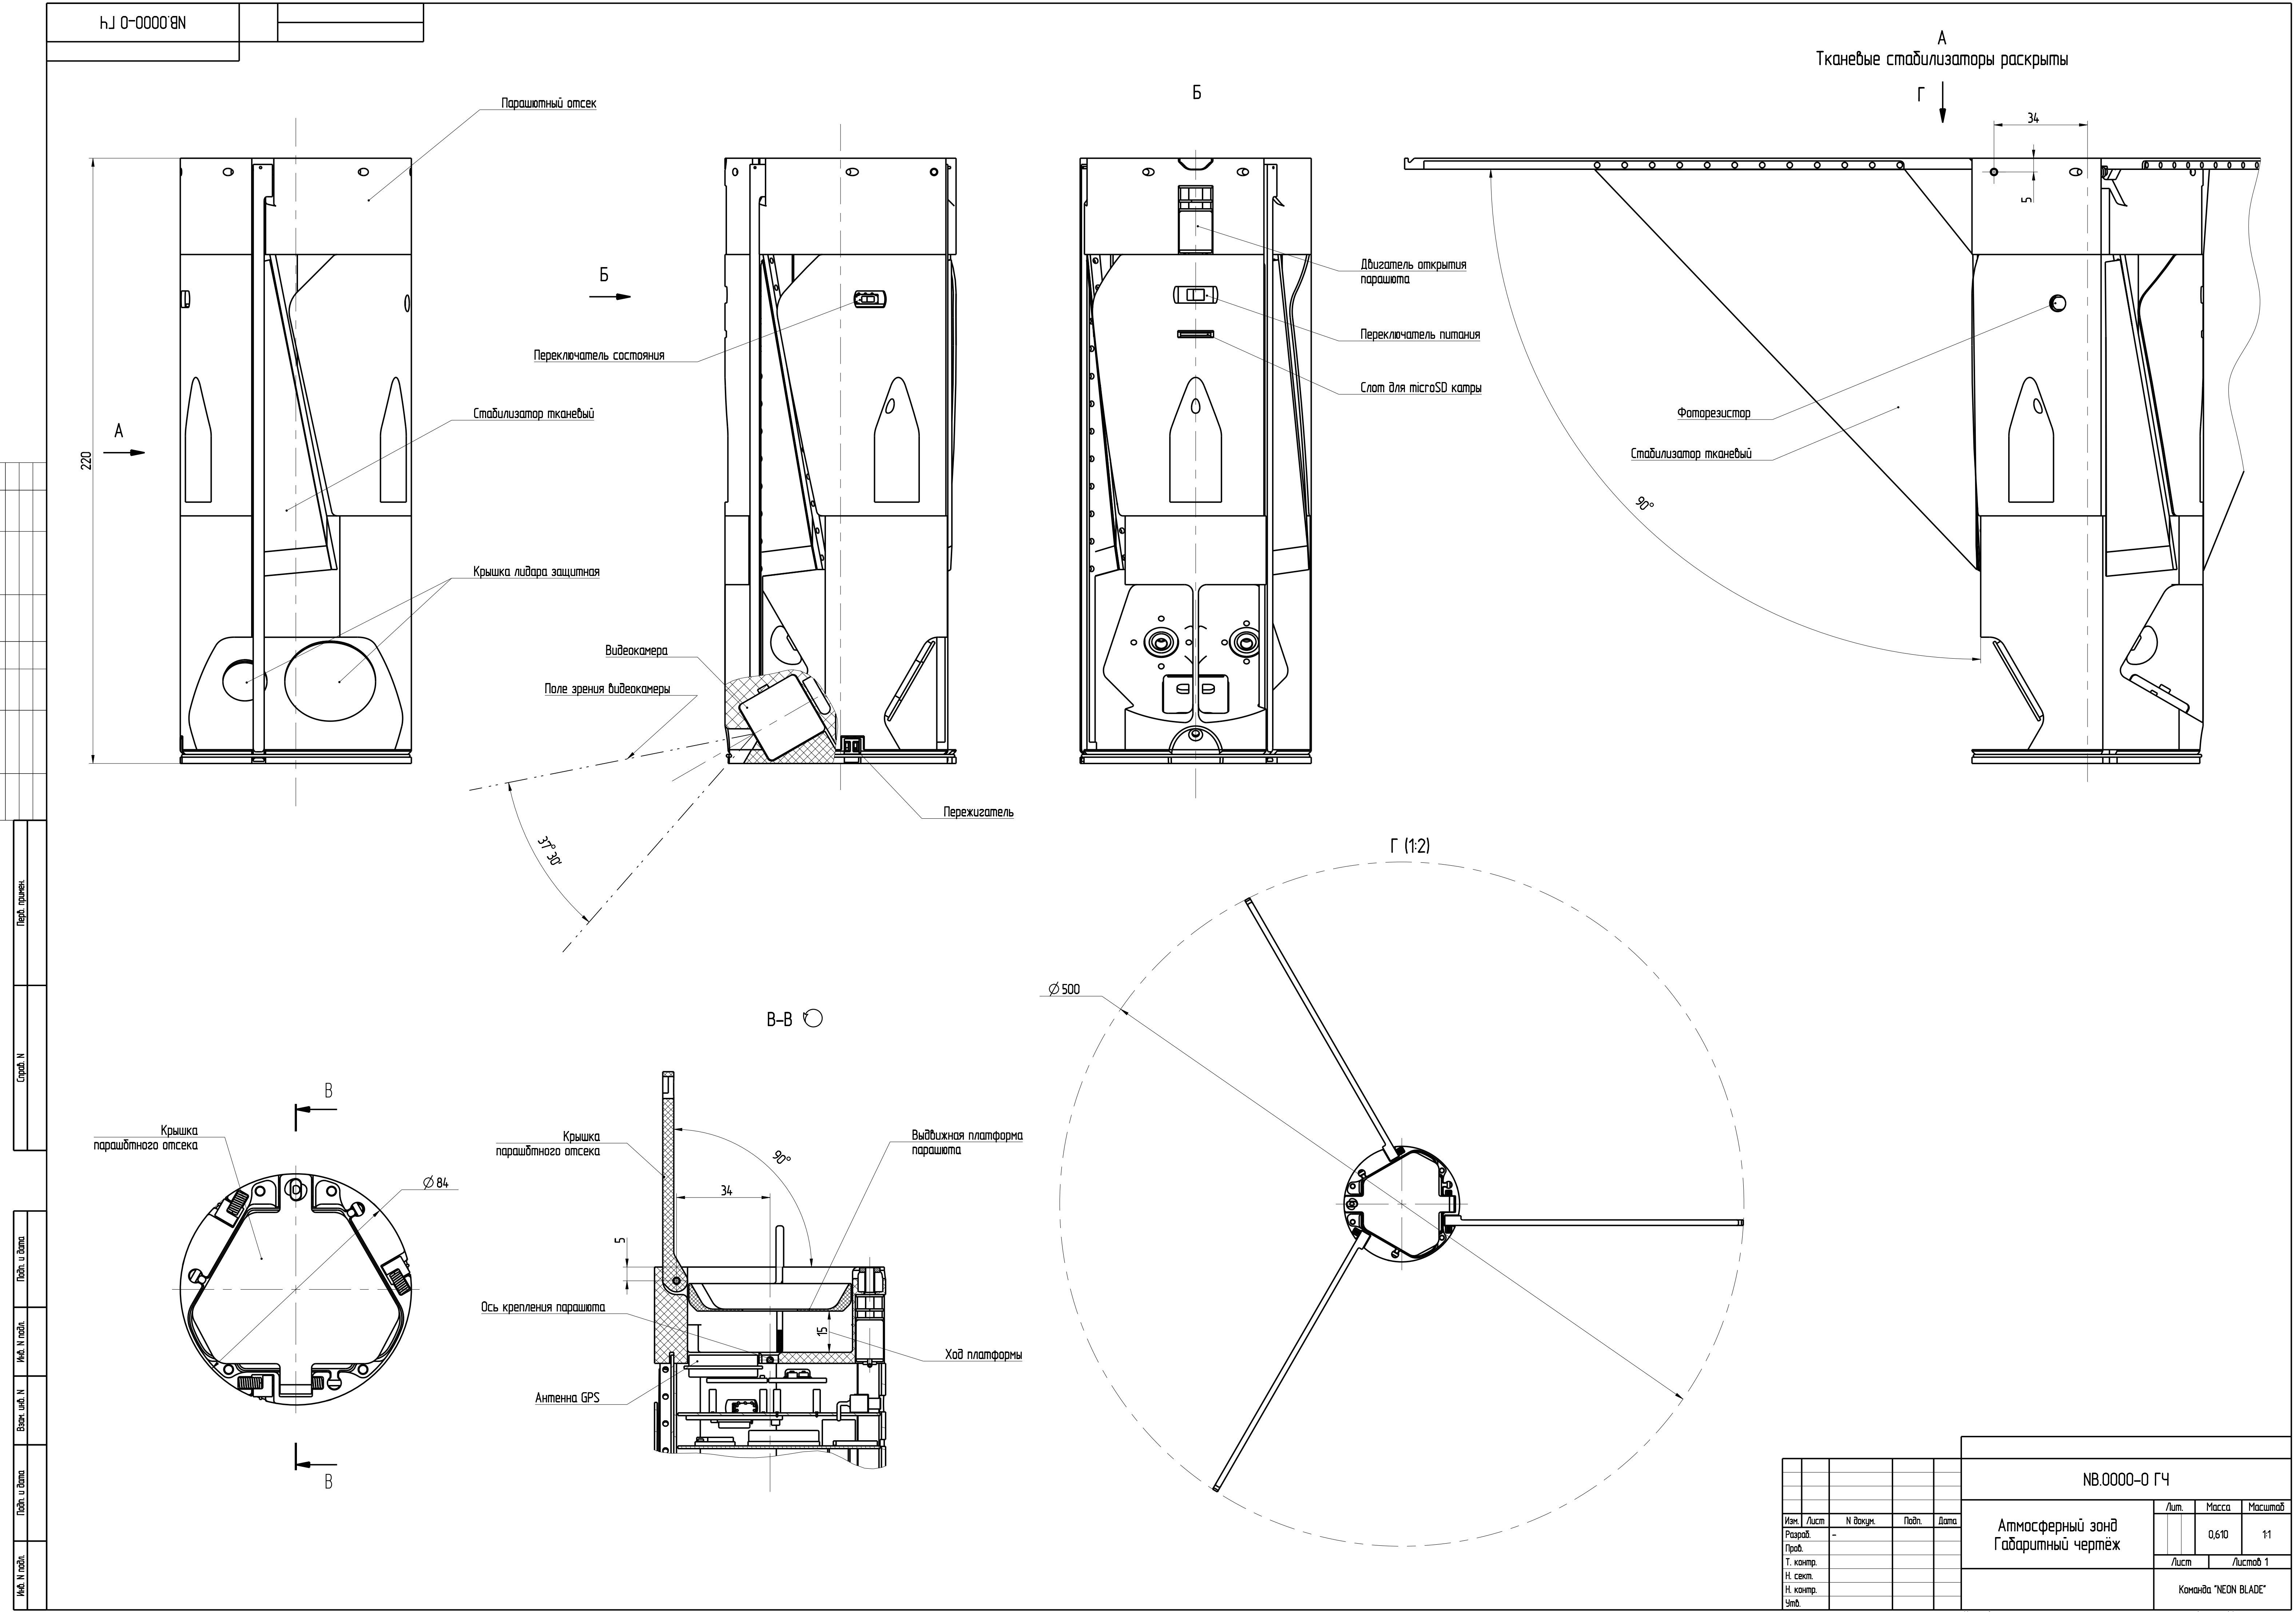 NB.0000-0 ГЧ
А
Тканевые стабилизаторы раскрыты
Г
34
5
Б
Парашютный отсек
Б
А
220
Переключатель состояния
Стабилизатор тканевый
Крышка лидара защитная
Видеокамера
Поле зрения видеокамеры
Пережигатель
37°30'
Двигатель открытия
парашюта
Переключатель питания
Слот для microSD катры
Фоторезистор
Стабилизатор тканевый
90°
Г (1:2)
⌀500
В-В
В
Крышка
парашбтного отсека
⌀84
В
Крышка
парашбтного отсека
90°
Выдвижная платформа
парашюта
34
5
Ось крепления парашюта
15
Ход платформы
Антенна GPS
Перв. примен.
Справ. N
Подп. и дата
Инв. N подл.
Взам. инв. N
Подп. и дата
Инв. N подл.
NB.0000-0 ГЧ
Изм. Лист N докум. Подп. Дата
Разраб. -
Пров.
Т. контр.
Н. сект.
Н. контр.
Утв.
Атмосферный зонд
Габаритный чертёж
Лит. Масса Масштаб
0,610 1:1
Лист Листов 1
Команда "NEON BLADE"